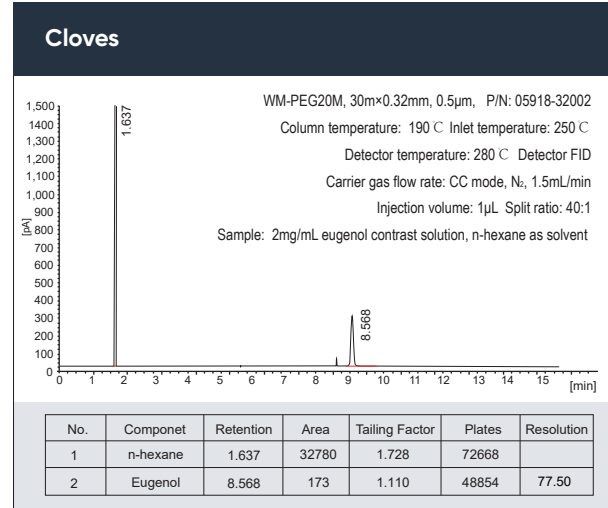 Cloves
WM-PEG20M, 30m×0.32mm, 0.5μm, P/N: 05918-32002
Column temperature: 190℃ Inlet temperature: 250℃
Detector temperature: 280℃ Detector FID
Carrier gas flow rate: CC mode, N₂, 1.5mL/min
Injection volume: 1μL Split ratio: 40:1
Sample: 2mg/mL eugenol contrast solution, n-hexane as solvent
1,500
1400
1,300
1,200
1,100
1,000
900
800
700
600
500
400
300
200
100
0
[pA]
1.637
8.568
0 1 2 3 4 5 6 7 8 9 10 11 12 13 14 15
[min]
No. Componet Retention Area Tailing Factor Plates Resolution
1 n-hexane 1.637 32780 1.728 72668
2 Eugenol 8.568 173 1.110 48854 77.50